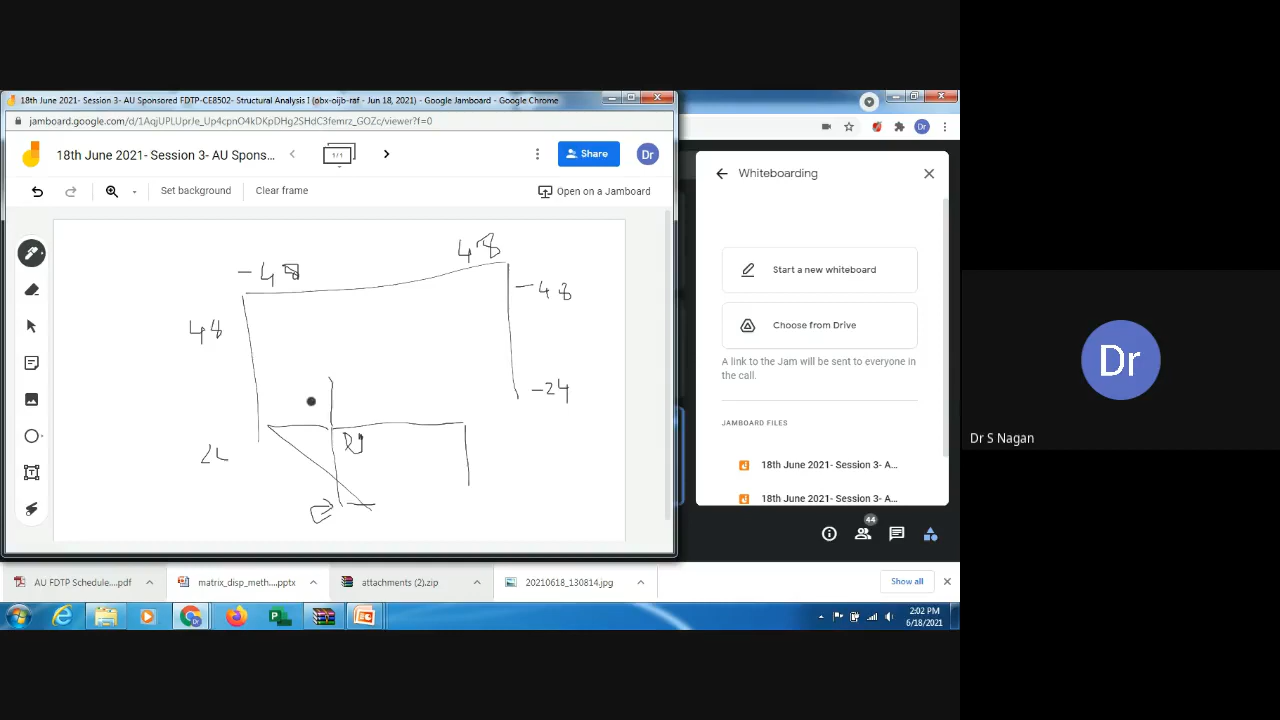 18th June 2021- Session 3- AU Sponsored FDTP-CE8502- Structural Analysis I (obx-oijb-raf - Jun 18, 2021) - Google Jamboard - Google Chrome
jamboard.google.com/d/1AqjUPLUprJe_Up4cpnO4kDKpDHg2SHdC3femrz_GOZc/viewer?f=0
18th June 2021- Session 3- AU Spons...
1/1
Share
Dr
Set background
Clear frame
Open on a Jamboard
48
-48
-48
48
-24
24
Dr
Whiteboarding
Start a new whiteboard
Choose from Drive
A link to the Jam will be sent to everyone in
the call.
JAMBOARD FILES
18th June 2021- Session 3- A...
18th June 2021- Session 3- A...
44
Dr
Dr S Nagan
AU FDTP Schedule....pdf
matrix_disp_meth....pptx
attachments (2).zip
20210618_130814.jpg
Show all
2:02 PM
6/18/2021